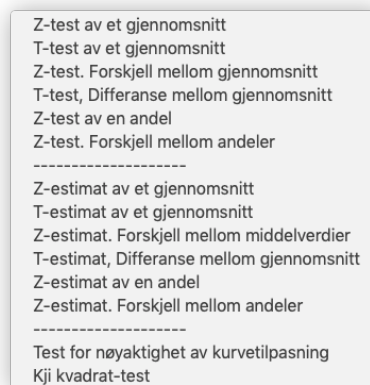 Z-test av et gjennomsnitt
T-test av et gjennomsnitt
Z-test. Forskjell mellom gjennomsnitt
T-test, Differanse mellom gjennomsnitt
Z-test av en andel
Z-test. Forskjell mellom andeler
--------------------
Z-estimat av et gjennomsnitt
T-estimat av et gjennomsnitt
Z-estimat. Forskjell mellom middelverdier
T-estimat, Differanse mellom gjennomsnitt
Z-estimat av en andel
Z-estimat. Forskjell mellom andeler
--------------------
Test for nøyaktighet av kurvetilpasning
Kji kvadrat-test